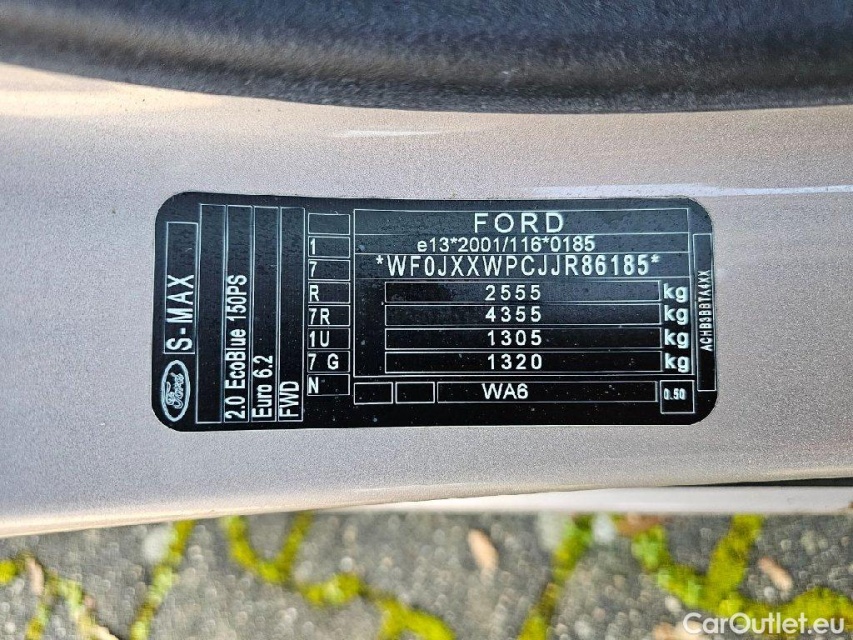 FORD
e13*2001/116*0185
*WF0JXXWPCJJR86185*
2555 kg
4355 kg
1305 kg
1320 kg
WA6
0.50
1
7
R
7R
1U
7 G
N
Ford
S-MAX
2.0 EcoBlue 150PS
Euro 6.2
FWD
ACHB3BBTA4XX
CarOutlet.eu